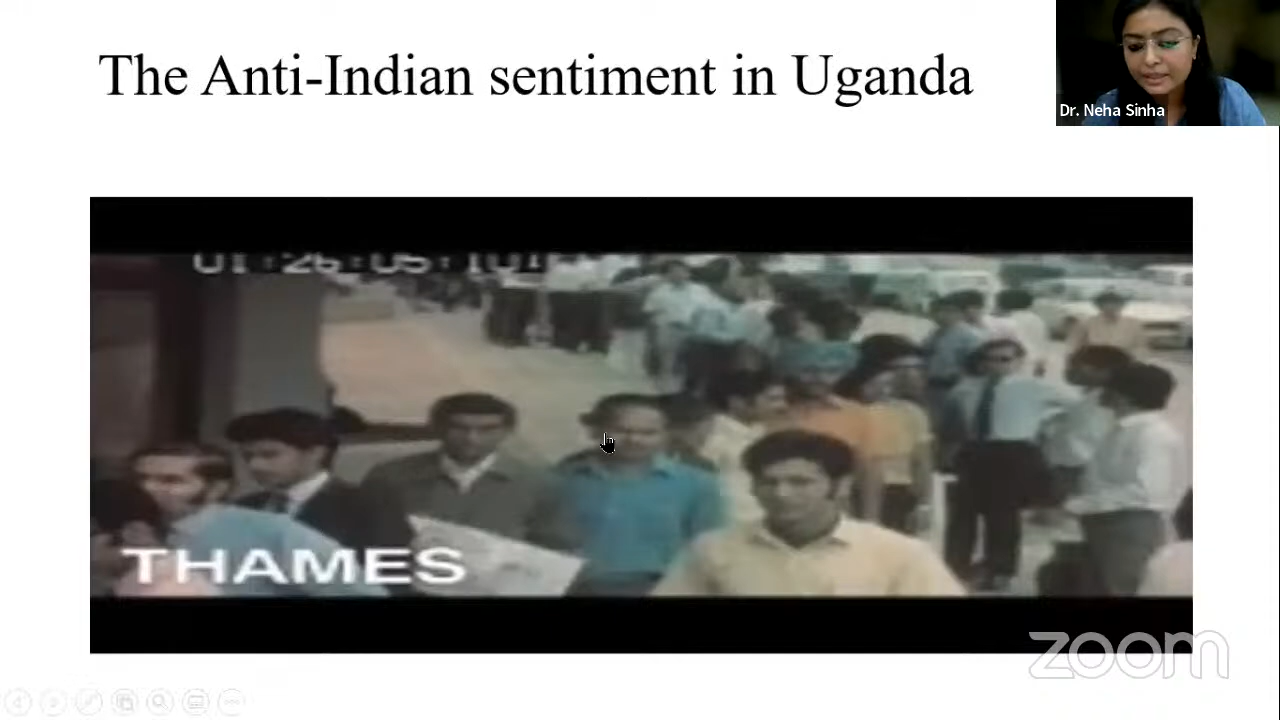 The Anti-Indian sentiment in Uganda
Dr. Neha Sinha
THAMES
zoom